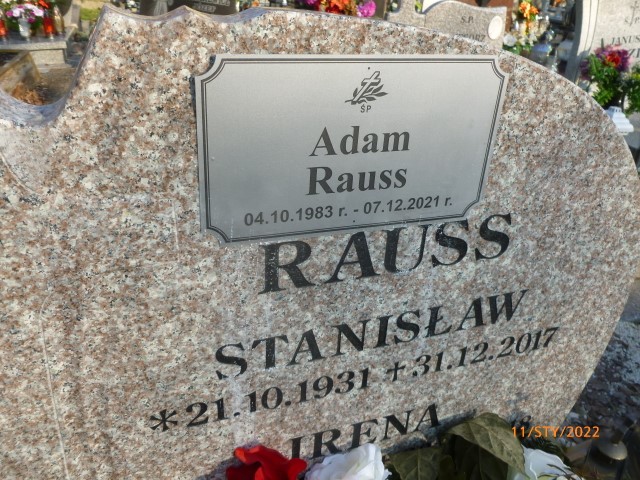 ŚP
Adam
Rauss
04.10.1983 r. - 07.12.2021 r.
RAUSS
STANISŁAW
*21.10.1931 +31.12.2017
IRENA
11/STY/2022